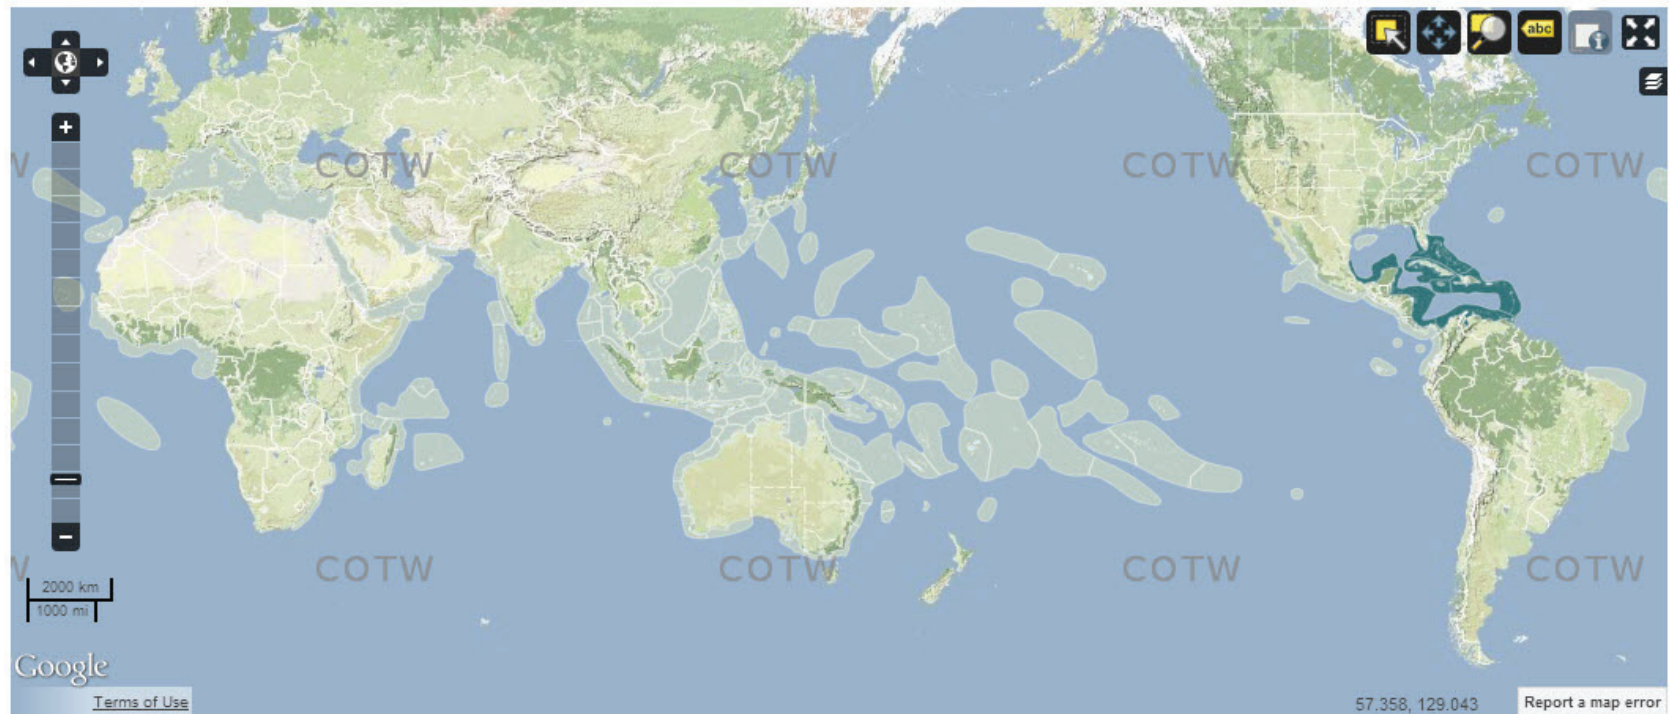 abc
COTW COTW COTW COTW
W
COTW COTW COTW COTW
W
2000 km
1000 mi
Google
Terms of Use
57.358, 129.043
Report a map error